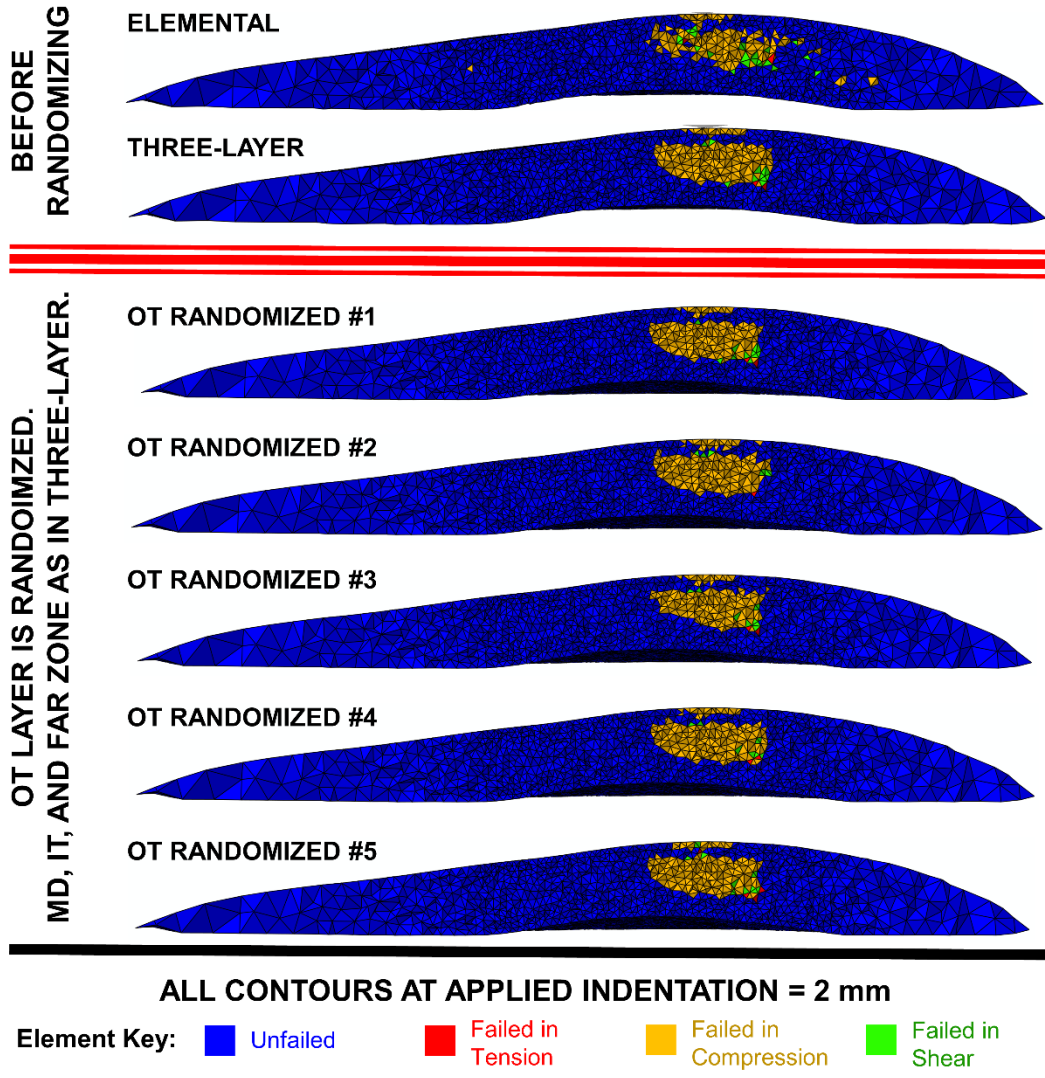 BEFORE
RANDOMIZING
ELEMENTAL
THREE-LAYER
OT LAYER IS RANDOIMZED.
MD, IT, AND FAR ZONE AS IN THREE-LAYER.
OT RANDOMIZED #1
OT RANDOMIZED #2
OT RANDOMIZED #3
OT RANDOMIZED #4
OT RANDOMIZED #5
ALL CONTOURS AT APPLIED INDENTATION = 2 mm
Element Key:
Unfailed
Failed in
Tension
Failed in
Compression
Failed in
Shear